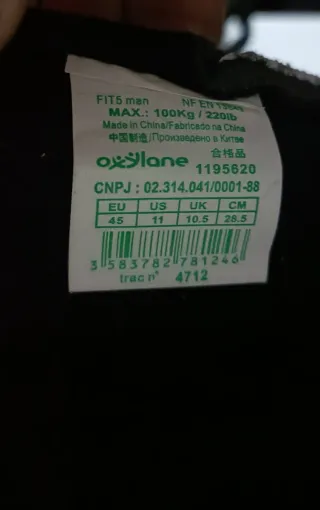 FIT5 man NF EN 13549
MAX.: 100Kg / 220lb
Made in China/Fabricado na China
中国制造/Произведено в Китае
oxylane 合格品
1195620
CNPJ : 02.314.041/0001-88
EU US UK CM
45 11 10.5 28.5
3 583782 781246
trac n° 4712